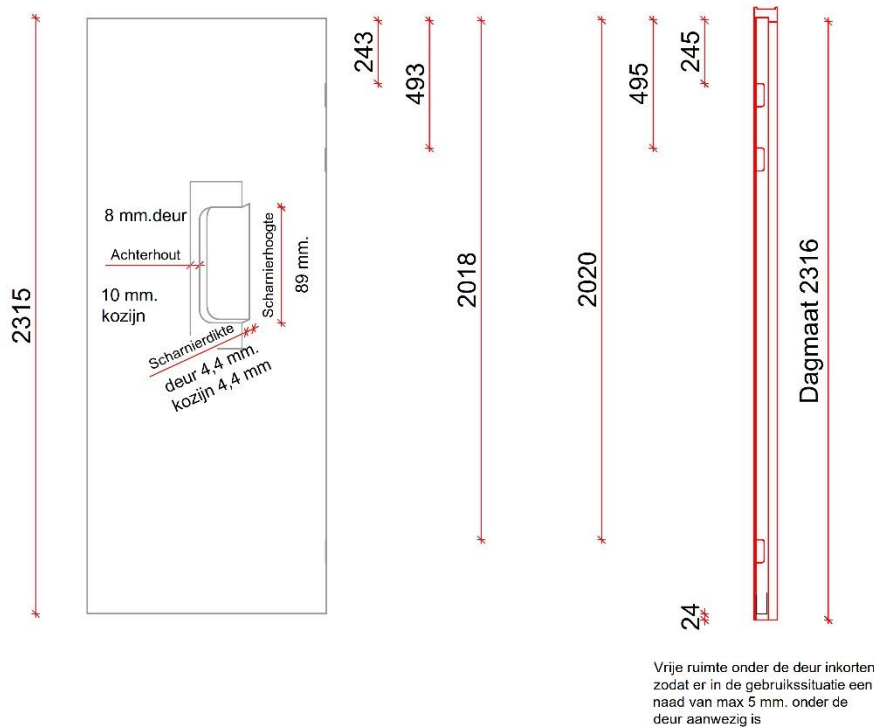 2315
8 mm.deur
Achterhout
10 mm.
kozijn
Scharnierhoogte
89 mm.
Scharnierdikte
deur 4,4 mm.
kozijn 4,4 mm
243
493
2018
2020
495
245
Dagmaat 2316
24
Vrije ruimte onder de deur inkorten
zodat er in de gebruikssituatie een
naad van max 5 mm. onder de
deur aanwezig is